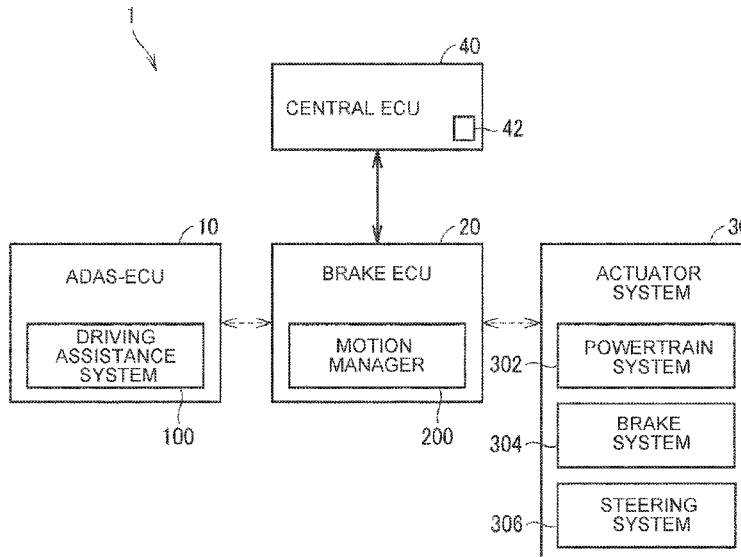 1
40
CENTRAL ECU
42
10
20
ADAS-ECU
BRAKE ECU
ACTUATOR
SYSTEM
DRIVING
ASSISTANCE
SYSTEM
MOTION
MANAGER
302
POWERTRAIN
SYSTEM
100
200
304
BRAKE
SYSTEM
306
STEERING
SYSTEM